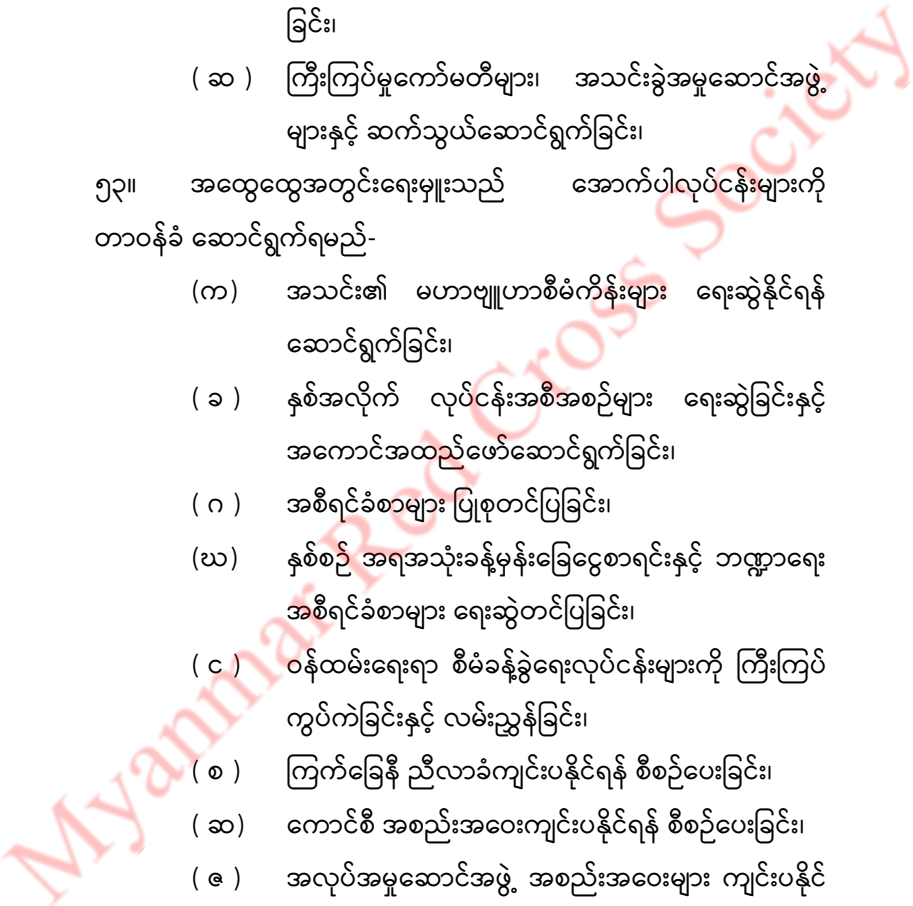 ခြင်း၊
( ဆ ) ကြီးကြပ်မှုကော်မတီများ၊ အသင်းခွဲအမှုဆောင်အဖွဲ့
များနှင့် ဆက်သွယ်ဆောင်ရွက်ခြင်း၊
၅၃။ အထွေထွေအတွင်းရေးမှူးသည် အောက်ပါလုပ်ငန်းများကို
တာဝန်ခံ ဆောင်ရွက်ရမည်-
(က) အသင်း၏ မဟာဗျူဟာစီမံကိန်းများ ရေးဆွဲနိုင်ရန်
ဆောင်ရွက်ခြင်း၊
( ခ ) နှစ်အလိုက် လုပ်ငန်းအစီအစဉ်များ ရေးဆွဲခြင်းနှင့်
အကောင်အထည်ဖော်ဆောင်ရွက်ခြင်း၊
( ဂ ) အစီရင်ခံစာများ ပြုစုတင်ပြခြင်း၊
(ဃ) နှစ်စဉ် အရအသုံးခန့်မှန်းခြေငွေစာရင်းနှင့် ဘဏ္ဍာရေး
အစီရင်ခံစာများ ရေးဆွဲတင်ပြခြင်း၊
( င ) ဝန်ထမ်းရေးရာ စီမံခန့်ခွဲရေးလုပ်ငန်းများကို ကြီးကြပ်
ကွပ်ကဲခြင်းနှင့် လမ်းညွှန်ခြင်း၊
( စ ) ကြက်ခြေနီ ညီလာခံကျင်းပနိုင်ရန် စီစဉ်ပေးခြင်း၊
( ဆ) ကောင်စီ အစည်းအဝေးကျင်းပနိုင်ရန် စီစဉ်ပေးခြင်း၊
( ဇ ) အလုပ်အမှုဆောင်အဖွဲ့ အစည်းအဝေးများ ကျင်းပနိုင်
Myanmar Red Cross Society